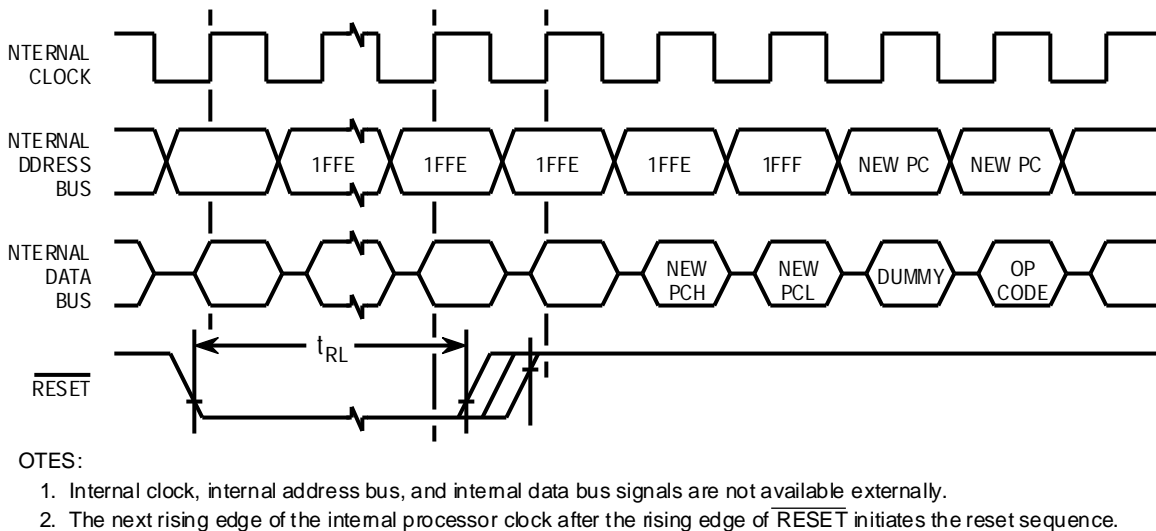 NTERNAL
CLOCK
NTERNAL
DDRESS
BUS
1FFE 1FFE 1FFE 1FFE 1FFF NEW PC NEW PC
NTERNAL
DATA
BUS
NEW
PCH
NEW
PCL
DUMMY
OP
CODE
tRL
RESET
OTES:
1. Internal clock, internal address bus, and internal data bus signals are not available externally.
2. The next rising edge of the internal processor clock after the rising edge of RESET initiates the reset sequence.